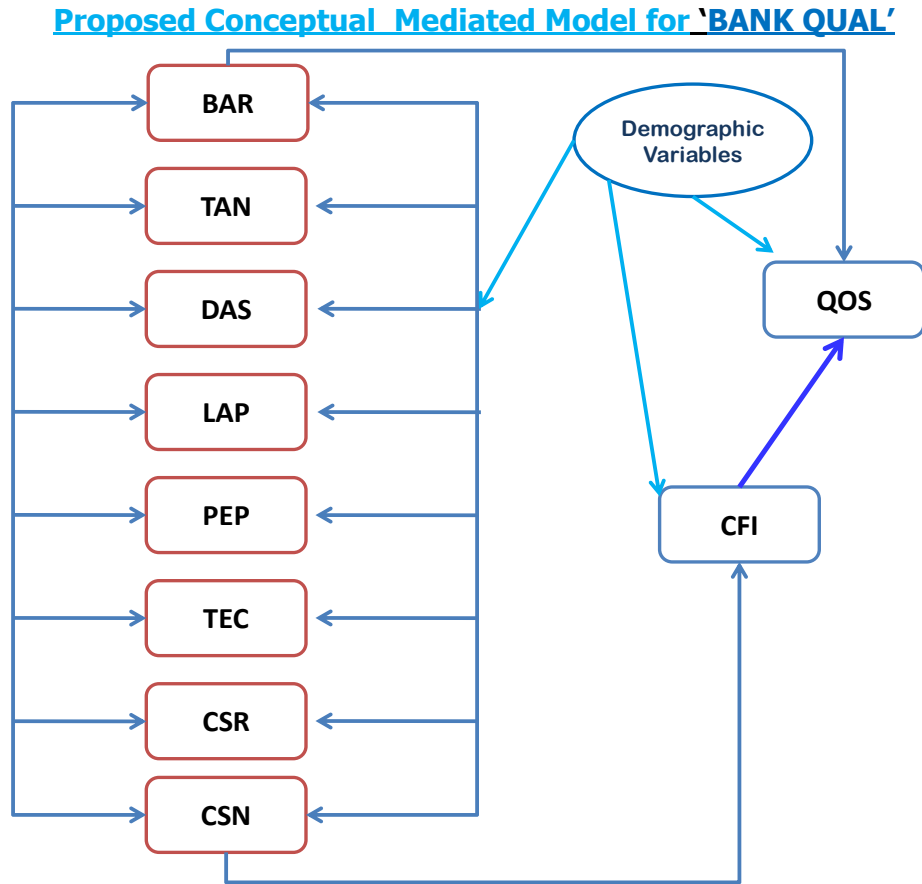 Proposed Conceptual  Mediated Model for `BANK QUAL’
BAR
TAN
DAS
LAP
PEP
TEC
CSR
CSN
Demographic
Variables
QOS
CFI